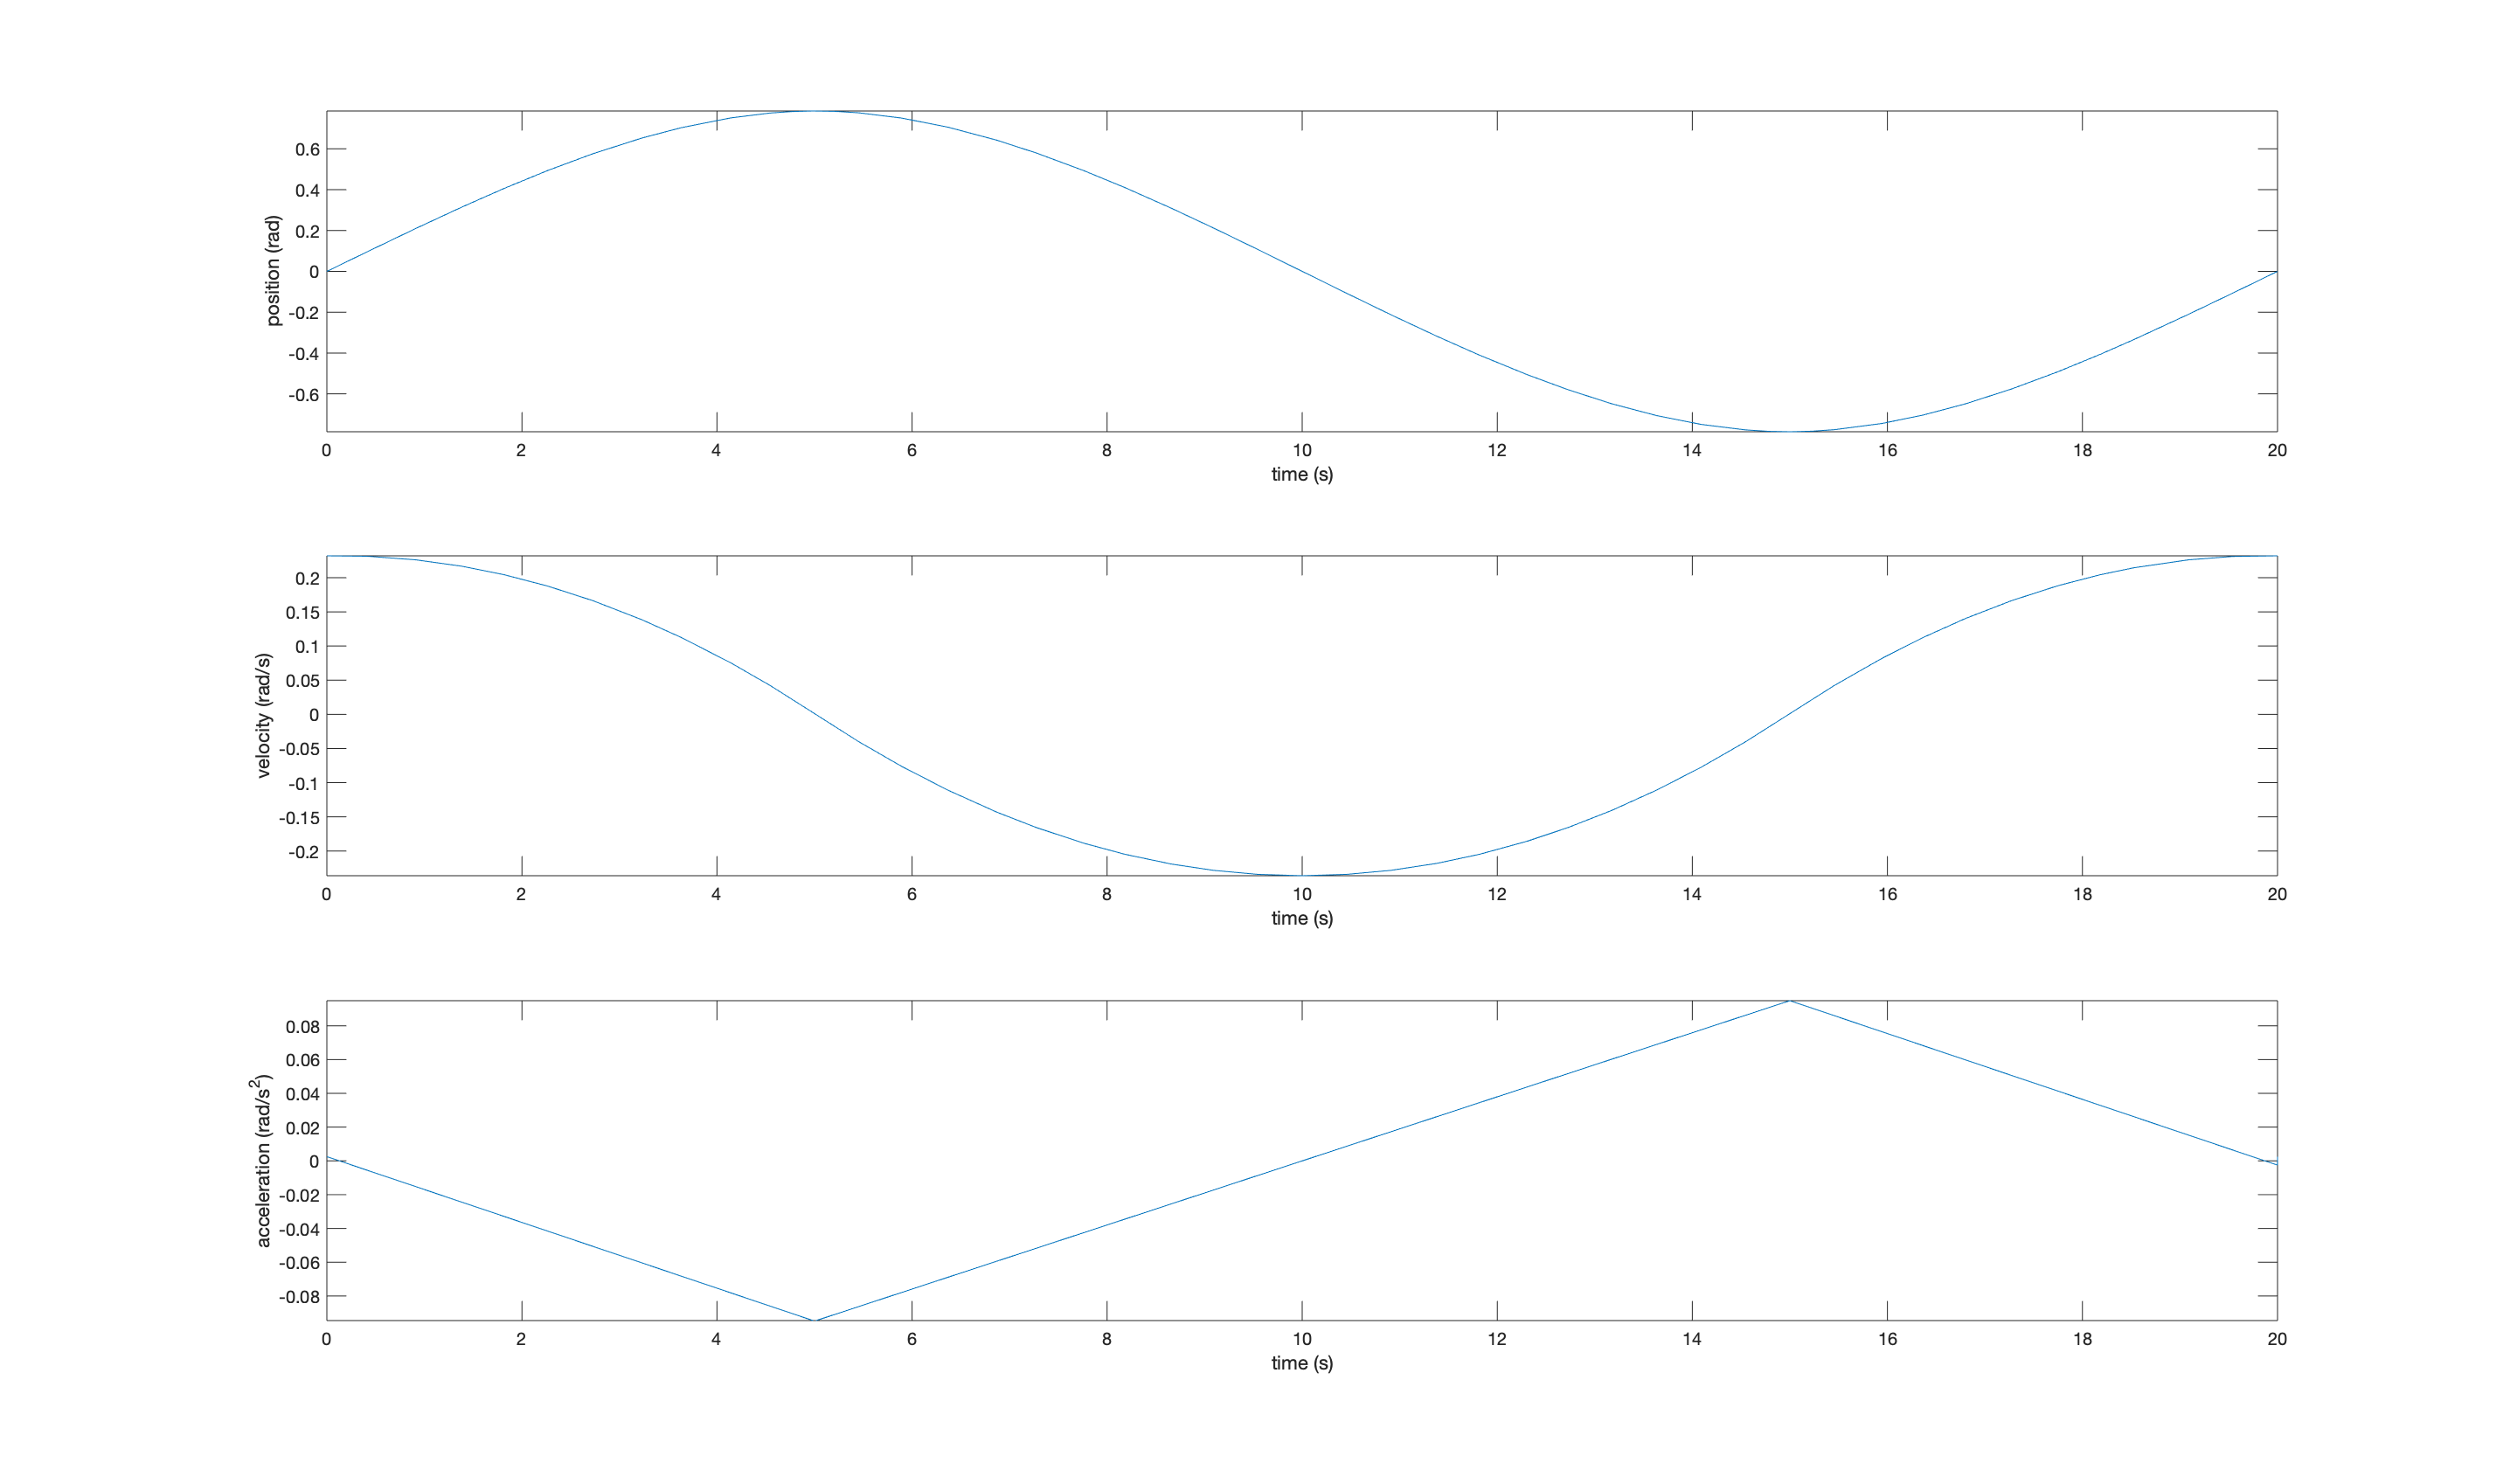 position (rad)
0.6
0.4
0.2
0
-0.2
-0.4
-0.6
0 2 4 6 8 10 12 14 16 18 20
time (s)
velocity (rad/s)
0.2
0.15
0.1
0.05
0
-0.05
-0.1
-0.15
-0.2
0 2 4 6 8 10 12 14 16 18 20
time (s)
acceleration (rad/s²)
0.08
0.06
0.04
0.02
0
-0.02
-0.04
-0.06
-0.08
0 2 4 6 8 10 12 14 16 18 20
time (s)